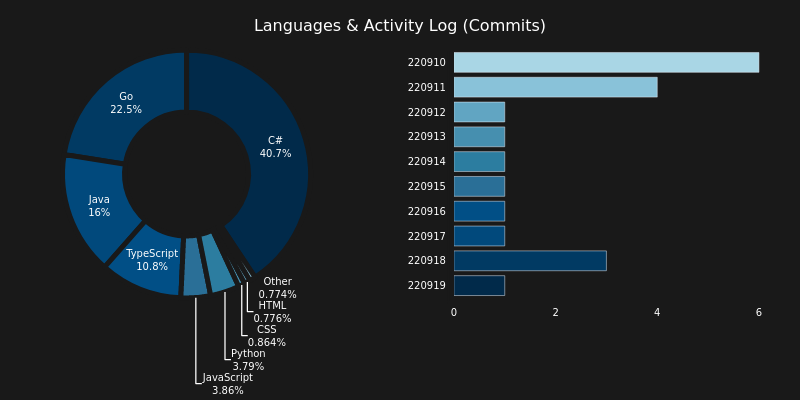 Languages & Activity Log (Commits)
Go
22.5%
C#
40.7%
Java
16%
TypeScript
10.8%
Other
0.774%
HTML
0.776%
CSS
0.864%
Python
3.79%
JavaScript
3.86%
220910
220911
220912
220913
220914
220915
220916
220917
220918
220919
0 2 4 6